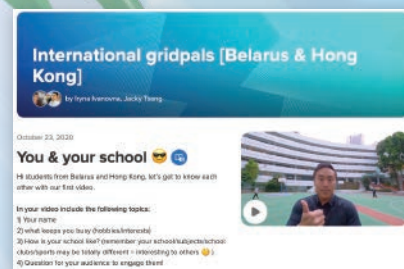 International gridpals [Belarus & Hong
Kong]
by Iryna Ivanovna, Jacky Tsang
October 23, 2020
You & your school 😎
Hi students from Belarus and Hong Kong, let's get to know each
other with our first video.
In your video include the following topics:
1) Your name
2) what keeps you busy (hobbies/interests)
3) How is your school like? (remember your school/subjects/school
clubs/sports may be totally different = interesting to others 😊).
4) Question for your audience to engage them!